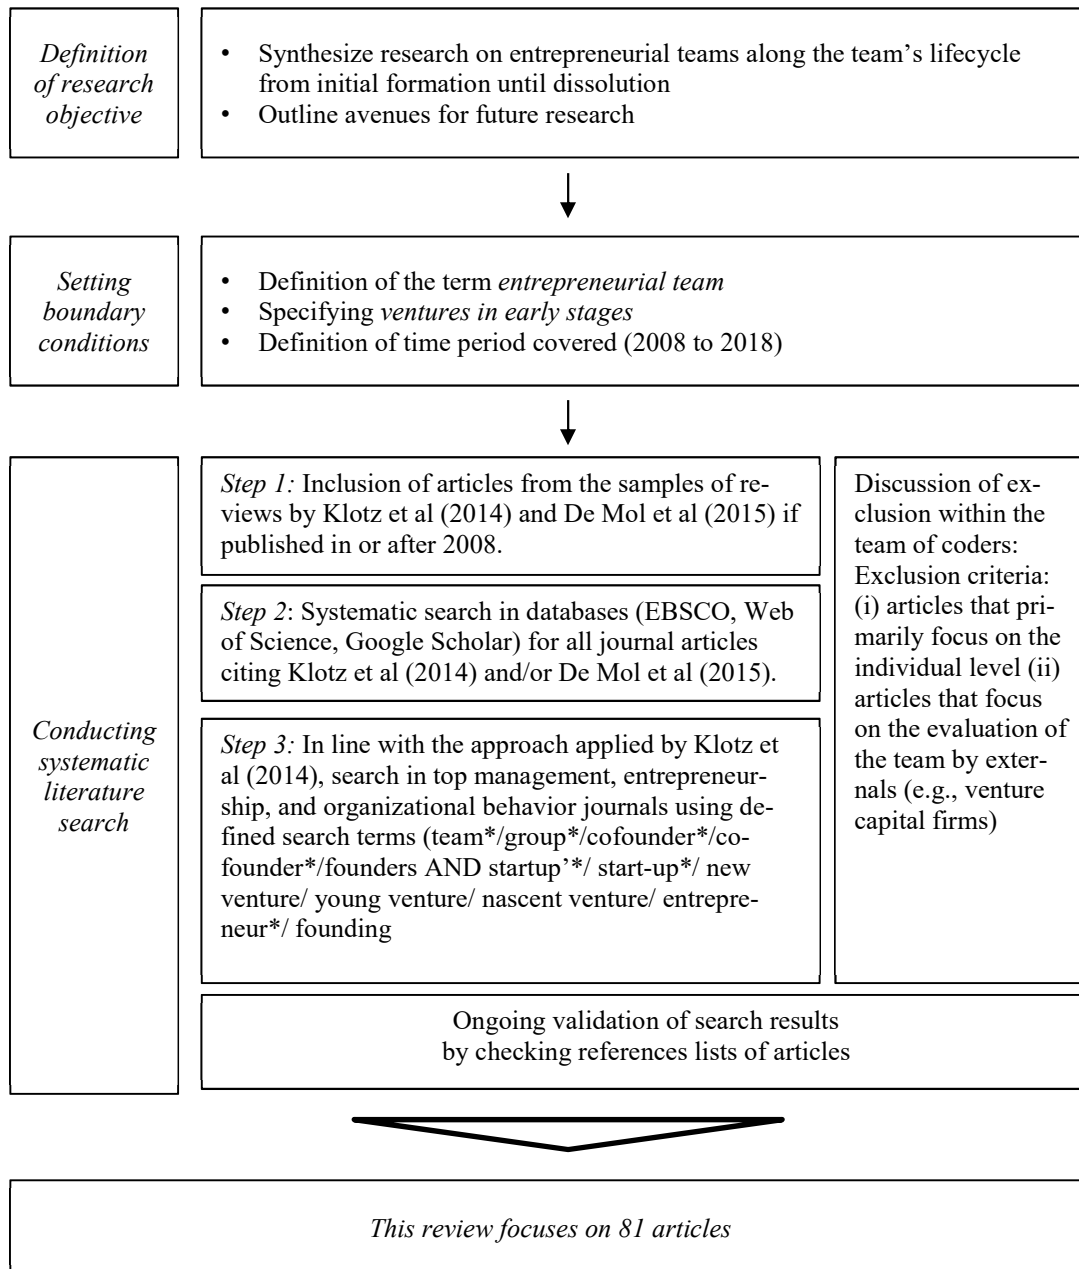 Definition
of research
objective
• Synthesize research on entrepreneurial teams along the team’s lifecycle
from initial formation until dissolution
• Outline avenues for future research
Setting
boundary
conditions
• Definition of the term entrepreneurial team
• Specifying ventures in early stages
• Definition of time period covered (2008 to 2018)
Conducting
systematic
literature
search
Step 1: Inclusion of articles from the samples of re-
views by Klotz et al (2014) and De Mol et al (2015) if
published in or after 2008.
Step 2: Systematic search in databases (EBSCO, Web
of Science, Google Scholar) for all journal articles
citing Klotz et al (2014) and/or De Mol et al (2015).
Step 3: In line with the approach applied by Klotz et
al (2014), search in top management, entrepreneur-
ship, and organizational behavior journals using de-
fined search terms (team*/group*/cofounder*/co-
founder*/founders AND startup’*/ start-up*/ new
venture/ young venture/ nascent venture/ entrepre-
neur*/ founding
Discussion of ex-
clusion within the
team of coders:
Exclusion criteria:
(i) articles that pri-
marily focus on the
individual level (ii)
articles that focus
on the evaluation of
the team by exter-
nals (e.g., venture
capital firms)
Ongoing validation of search results
by checking references lists of articles
This review focuses on 81 articles